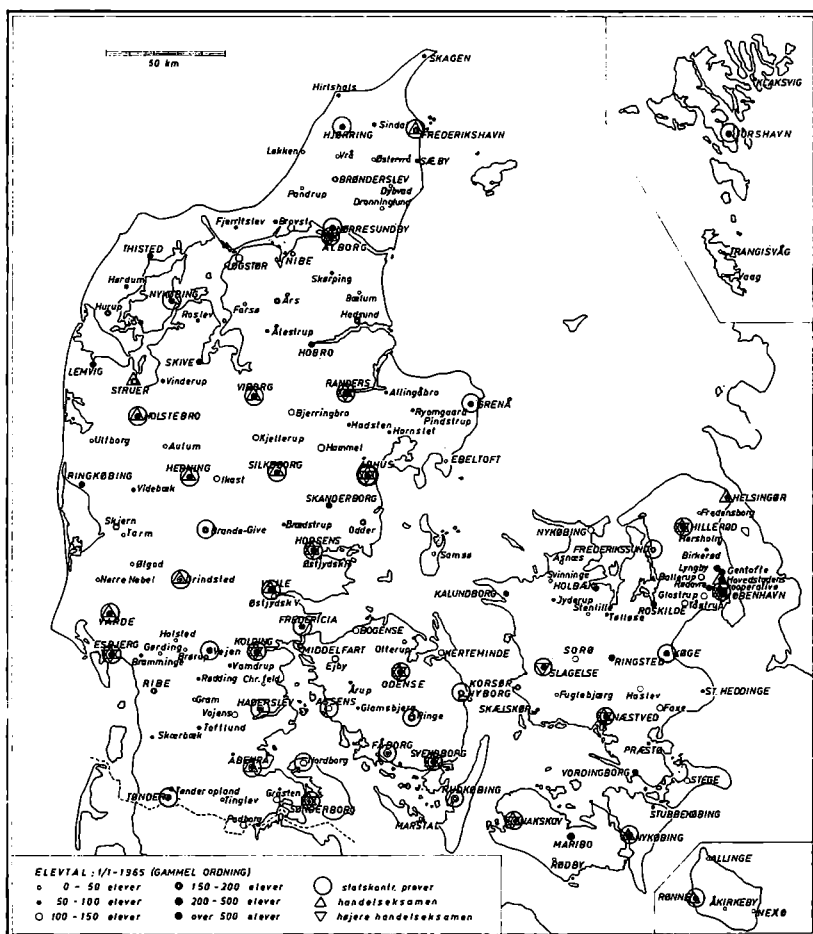 50 km
SKAGEN
Hirtshals
KLAKSVIG
TORSHAVN
TRANGISVÅG
Vaag
HJØRRING
Sindal
FREDERIKSHAVN
Løkken
Vrå
Østervrå
SÆBY
BRØNDERSLEV
Pandrup
Dybvad
Dronninglund
Fjerritslev
Brovst
NØRRESUNDBY
ÅLBORG
THISTED
LØGSTØR
NIBE
Skørping
Hørdum
NYKØBING
Hurup
Roslev
Farsø
Års
Bælum
Hadsund
Ålestrup
HOBRO
LEMVIG
SKIVE
STRUER
Vinderup
VIBORG
RANDERS
Allingåbro
HOLSTEBRO
Bjerringbro
Ryomgaard
Pindstrup
GRENÅ
Ulfborg
Aulum
Kjellerup
Hadsten
Hornslet
Hammel
RINGKØBING
HERNING
Ikast
SILKEBORG
ÅRHUS
EBELTOFT
Videbæk
SKANDERBORG
Skjern
Tarm
Brande-Give
Brædstrup
Odder
HORSENS
Østjydsk h
Samsø
Ølgod
Nørre Nebel
Grindsted
VEJLE
Østjydsk V
VARDE
FREDERICIA
BOGENSE
ESBJERG
Holsted
Gørding
Bramminge
Brørup
Vejen
KOLDING
MIDDELFART
Ejby
Otterup
KERTEMINDE
Vamdrup
RIBE
Rødding
Chr.feld
Årup
ODENSE
KORSØR
NYBORG
Gram
Vojens
HADERSLEV
ASSENS
Glamsbjerg
Ringe
Toftlund
Skærbæk
ÅBENRÅ
Nordborg
FÅBORG
SVENDBORG
TØNDER
Tønder opland
Tinglev
Gråsten
SØNDERBORG
RUDKØBING
Padborg
MARSTAL
HELSINGØR
Fredensborg
HILLERØD
NYKØBING
FREDERIKSSUND
Hørsholm
Birkerød
Asnæs
Lyngby
Gentofte
Svinninge
HOLBÆK
Ballerup
Hovedstadens
Rødovre
Kooperative
KALUNDBORG
Jyderup
Glostrup
KØBENHAVN
Stenlille
Tølløse
ROSKILDE
Tåstrup
SORØ
RINGSTED
KØGE
SLAGELSE
Fuglebjerg
Haslev
Faxe
ST. HEDDINGE
SKÆLSKØR
NÆSTVED
PRÆSTØ
VORDINGBORG
STEGE
STUBBEKØBING
NAKSKOV
MARIBO
NYKØBING
RØDBY
ALLINGE
RØNNE
ÅKIRKEBY
NEXØ
ELEVTAL: 1/1-1965 (GAMMEL ORDNING)
0 - 50 elever
50 - 100 elever
100 - 150 elever
150 - 200 elever
200 - 500 elever
over 500 elever
statskontr. prøver
handelseksamen
højere handelseksamen